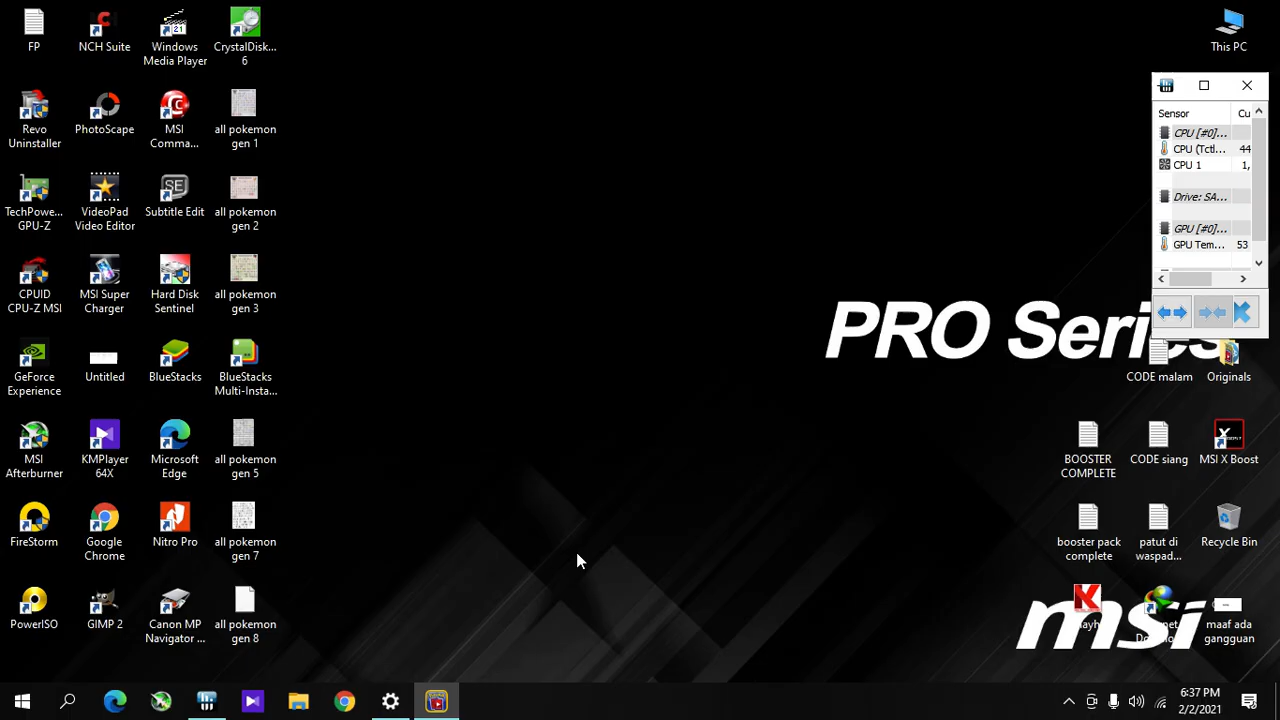 FP
NCH Suite
Windows
Media Player
CrystalDisk...
6
This PC
Revo
Uninstaller
PhotoScape
MSI
Comma...
all pokemon
gen 1
TechPowe...
GPU-Z
VideoPad
Video Editor
Subtitle Edit
all pokemon
gen 2
CPUID
CPU-Z MSI
MSI Super
Charger
Hard Disk
Sentinel
all pokemon
gen 3
GeForce
Experience
Untitled
BlueStacks
BlueStacks
Multi-Insta...
MSI
Afterburner
KMPlayer
64X
Microsoft
Edge
all pokemon
gen 5
FireStorm
Google
Chrome
Nitro Pro
all pokemon
gen 7
PowerISO
GIMP 2
Canon MP
Navigator ...
all pokemon
gen 8
Sensor Cu
CPU [#0]...
CPU (Tctl... 44
CPU 1 1,
Drive: SA...
GPU [#0]...
GPU Tem... 53
PRO Series
CODE malam
Originals
BOOSTER
COMPLETE
CODE siang
MSI X Boost
booster pack
complete
patut di
waspad...
Recycle Bin
maaf ada
gangguan
msi
6:37 PM
2/2/2021